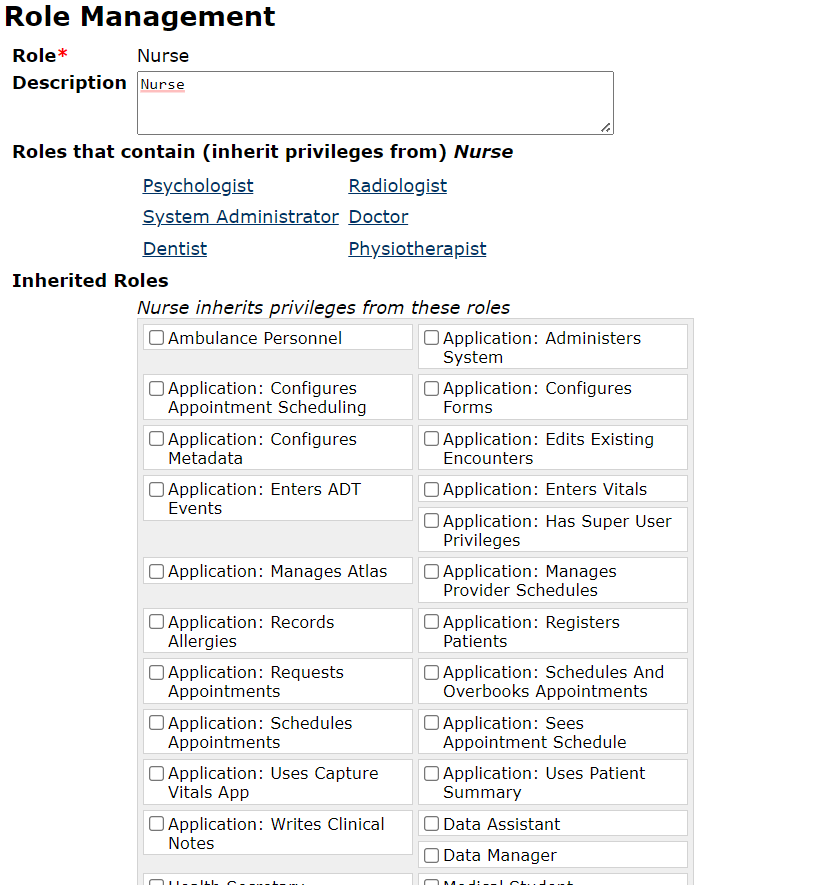 Role Management
Role* Nurse
Description Nurse
Roles that contain (inherit privileges from) Nurse
Psychologist Radiologist
System Administrator Doctor
Dentist Physiotherapist
Inherited Roles
Nurse inherits privileges from these roles
Ambulance Personnel
Application: Administers
System
Application: Configures
Appointment Scheduling
Application: Configures
Forms
Application: Configures
Metadata
Application: Edits Existing
Encounters
Application: Enters ADT
Events
Application: Enters Vitals
Application: Has Super User
Privileges
Application: Manages Atlas
Application: Manages
Provider Schedules
Application: Records
Allergies
Application: Registers
Patients
Application: Requests
Appointments
Application: Schedules And
Overbooks Appointments
Application: Schedules
Appointments
Application: Sees
Appointment Schedule
Application: Uses Capture
Vitals App
Application: Uses Patient
Summary
Application: Writes Clinical
Notes
Data Assistant
Data Manager
Health Secretary
Medical Student